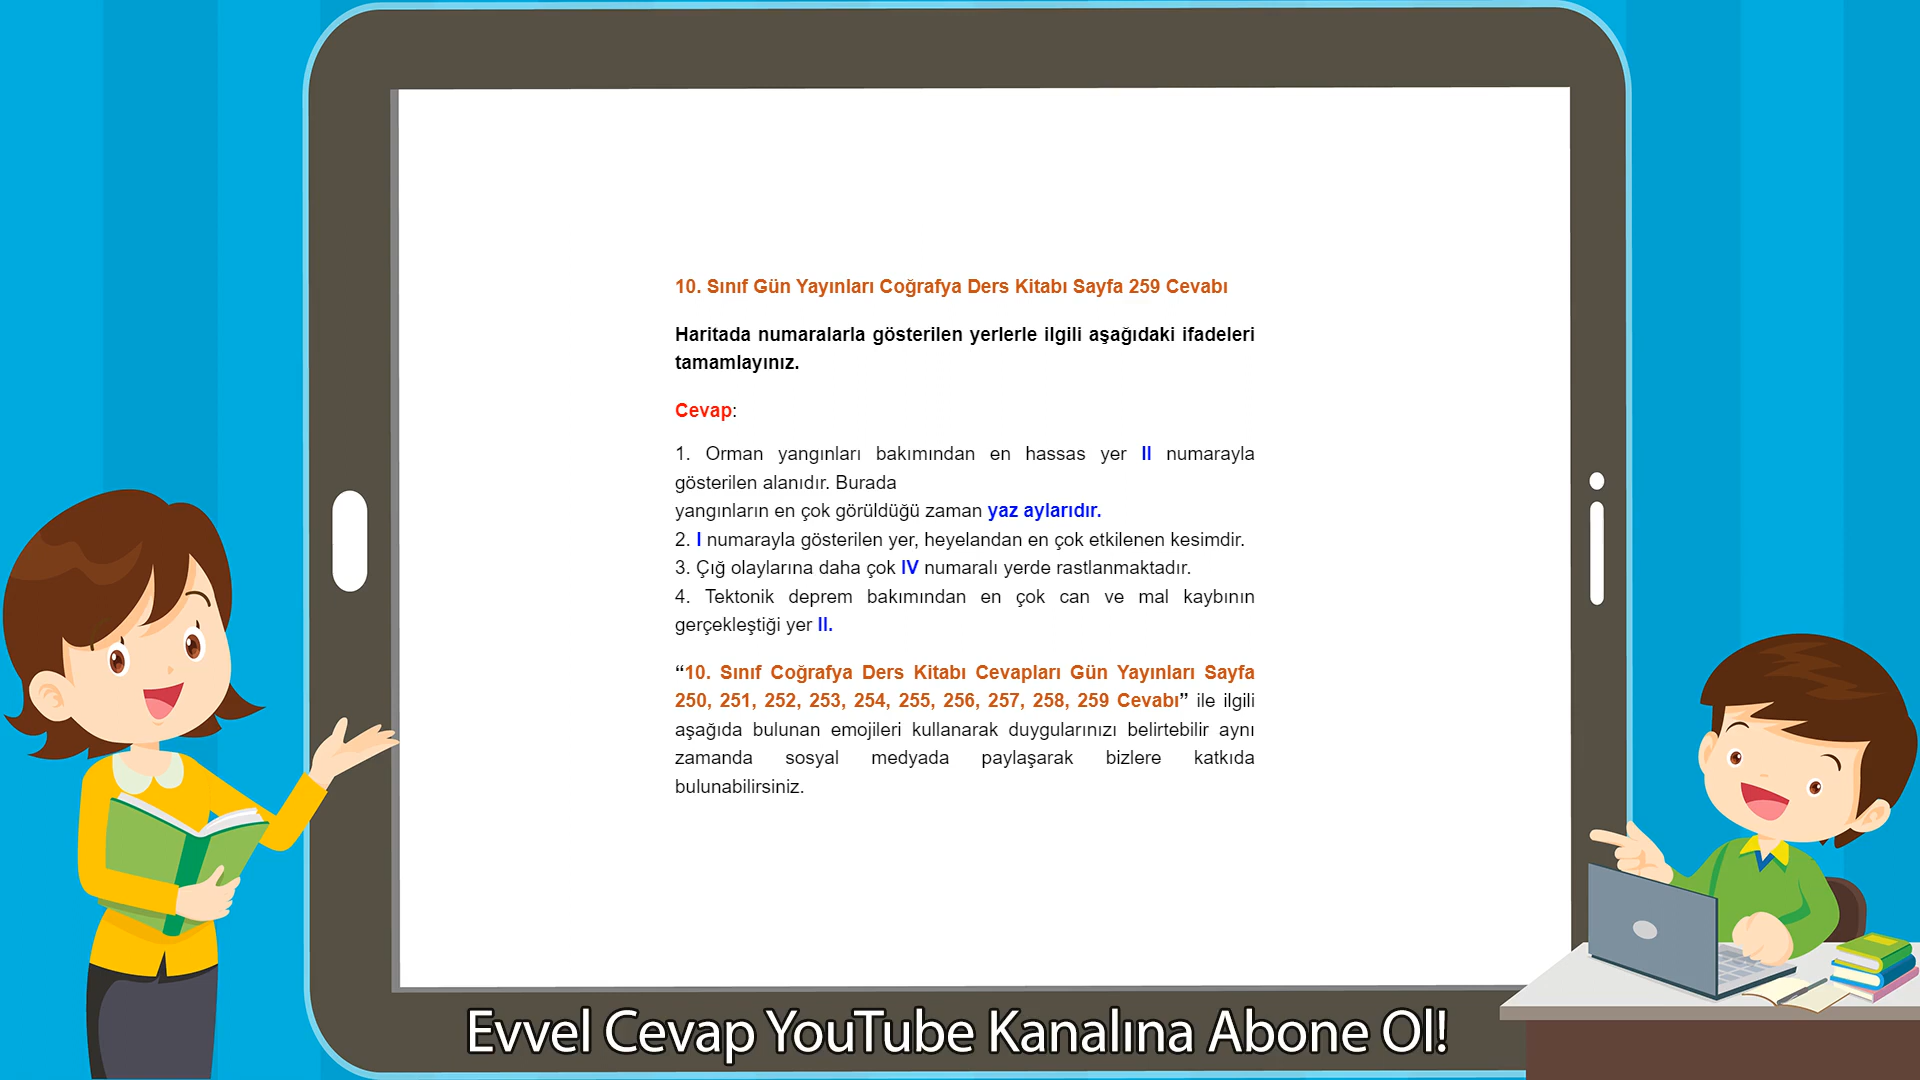 10. Sınıf Gün Yayınları Coğrafya Ders Kitabı Sayfa 259 Cevabı
Haritada numaralarla gösterilen yerlerle ilgili aşağıdaki ifadeleri
tamamlayınız.
Cevap:
1. Orman yangınları bakımından en hassas yer II numarayla
gösterilen alanıdır. Burada
yangınların en çok görüldüğü zaman yaz aylarıdır.
2. I numarayla gösterilen yer, heyelandan en çok etkilenen kesimdir.
3. Çığ olaylarına daha çok IV numaralı yerde rastlanmaktadır.
4. Tektonik deprem bakımından en çok can ve mal kaybının
gerçekleştiği yer II.
“10. Sınıf Coğrafya Ders Kitabı Cevapları Gün Yayınları Sayfa
250, 251, 252, 253, 254, 255, 256, 257, 258, 259 Cevabı” ile ilgili
aşağıda bulunan emojileri kullanarak duygularınızı belirtebilir aynı
zamanda sosyal medyada paylaşarak bizlere katkıda
bulunabilirsiniz.
Evvel Cevap YouTube Kanalına Abone Ol!